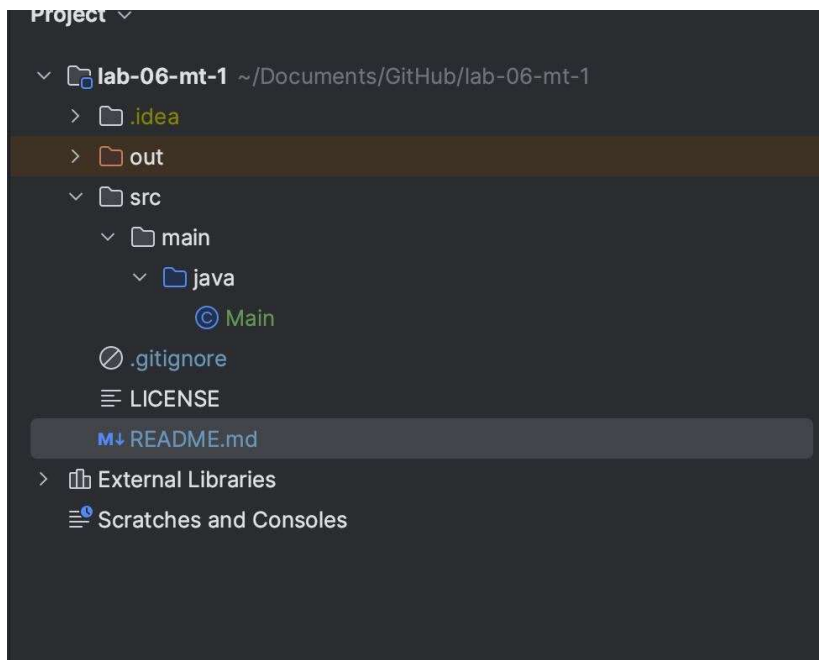 Project
lab-06-mt-1 ~/Documents/GitHub/lab-06-mt-1
.idea
out
src
main
java
C Main
.gitignore
LICENSE
M↓ README.md
External Libraries
Scratches and Consoles